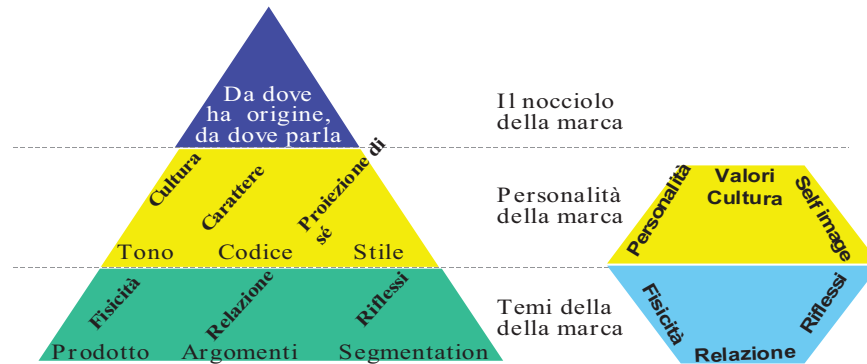 Da dove
ha origine,
da dove parla
Il nocciolo
della marca
Cultura
Carattere
Proiezione di
sé
Tono Codice Stile
Personalità
della marca
Personalità
Valori
Cultura
Self image
Fisicità
Relazione
Riflessi
Prodotto Argomenti Segmentation
Temi della
della marca
Fisicità
Relazione
Riflessi